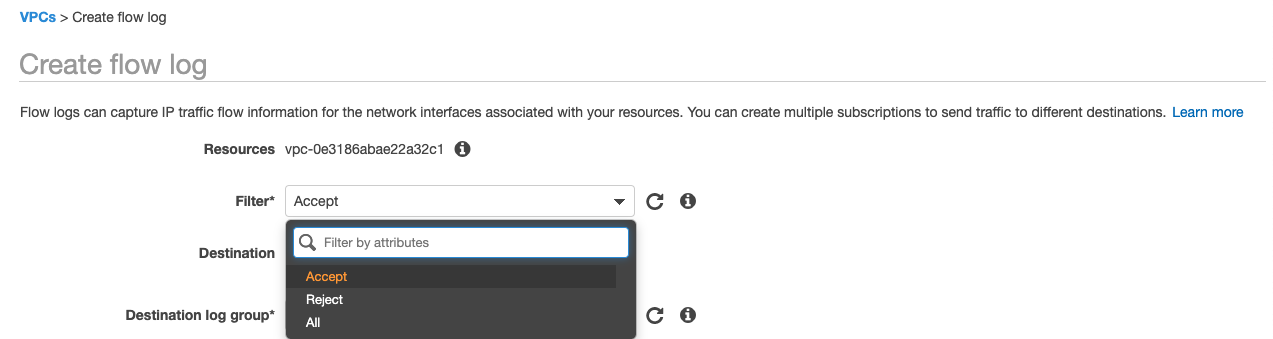 VPCs > Create flow log
Create flow log
Flow logs can capture IP traffic flow information for the network interfaces associated with your resources. You can create multiple subscriptions to send traffic to different destinations. Learn more
Resources vpc-0e3186abae22a32c1
Filter* Accept
Filter by attributes
Destination
Accept
Reject
Destination log group*
All